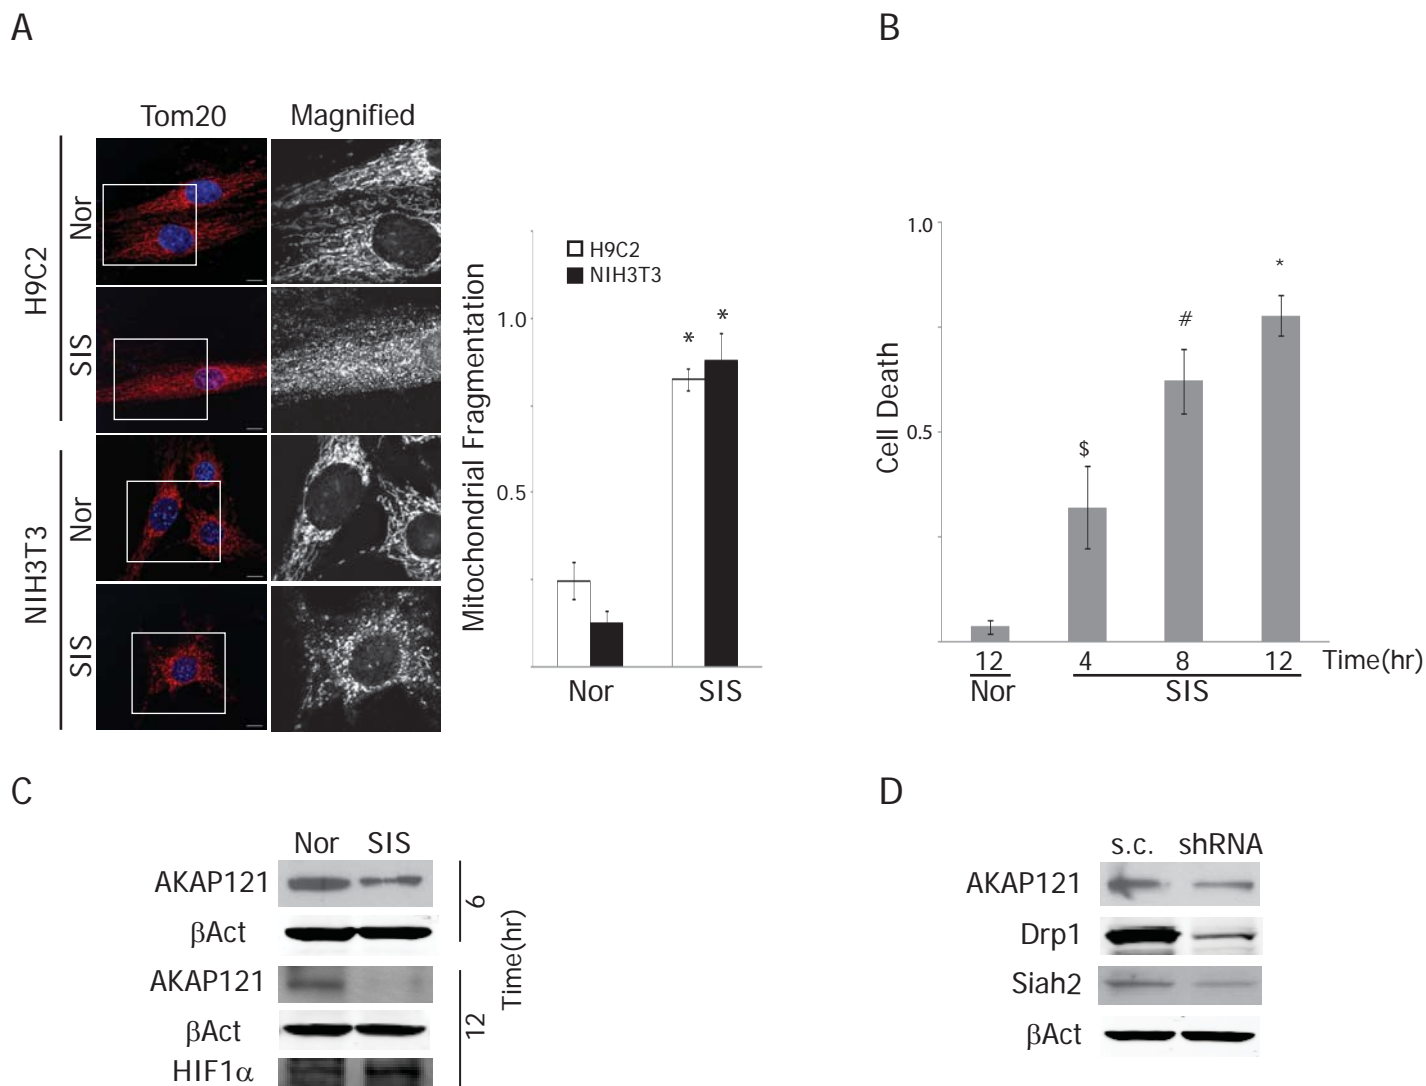 A
Tom20 Magnified
H9C2
Nor
SIS
NIH3T3
Nor
SIS
Mitochondrial Fragmentation
H9C2
NIH3T3
1.0
0.5
* *
Nor SIS
B
Cell Death
1.0
0.5
$ # *
12 4 8 12 Time(hr)
Nor SIS
C
Nor SIS
AKAP121
βAct
AKAP121
βAct
HIF1α
6
12
Time(hr)
D
s.c. shRNA
AKAP121
Drp1
Siah2
βAct